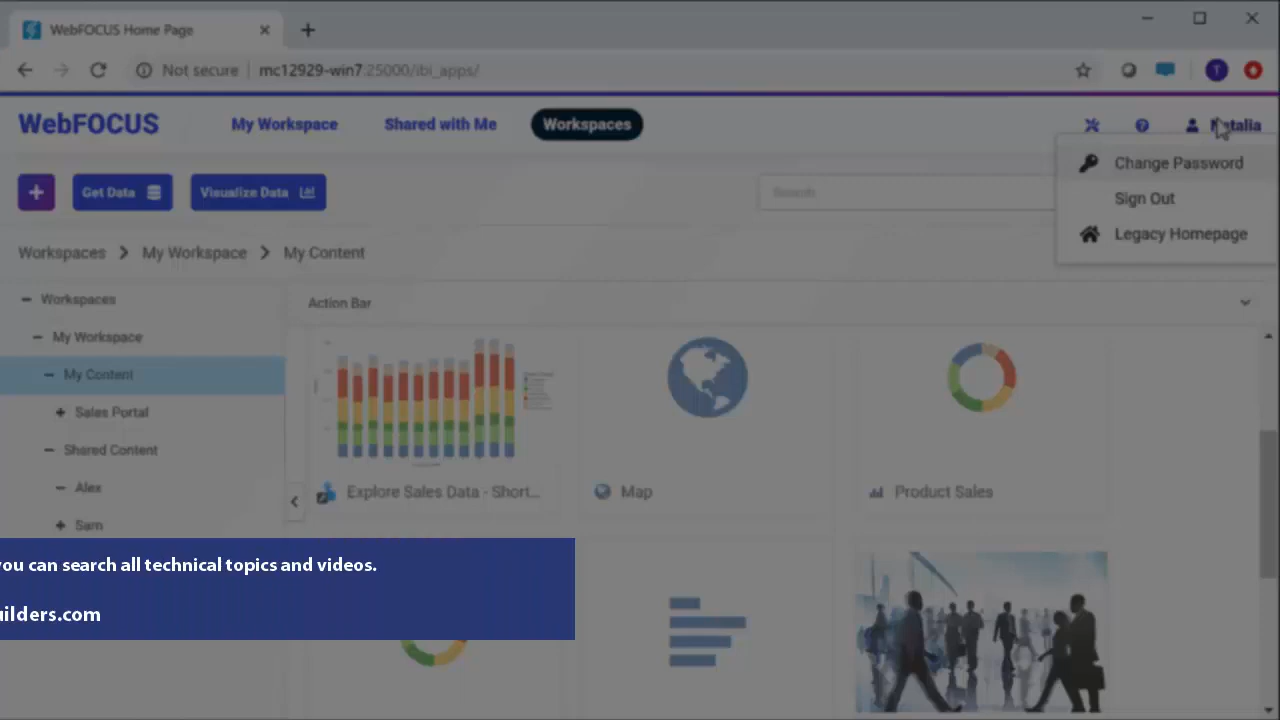 WebFOCUS Home Page
Not secure
mc12929-win7:25000/ibi_apps/
T
WebFOCUS
My Workspace
Shared with Me
Workspaces
Natalia
Change Password
Sign Out
Legacy Homepage
Get Data
Visualize Data
Search
Workspaces
My Workspace
My Content
Workspaces
My Workspace
My Content
Sales Portal
Shared Content
Alex
Sam
Action Bar
Explore Sales Data - Short...
Map
Product Sales
you can search all technical topics and videos.
uilders.com